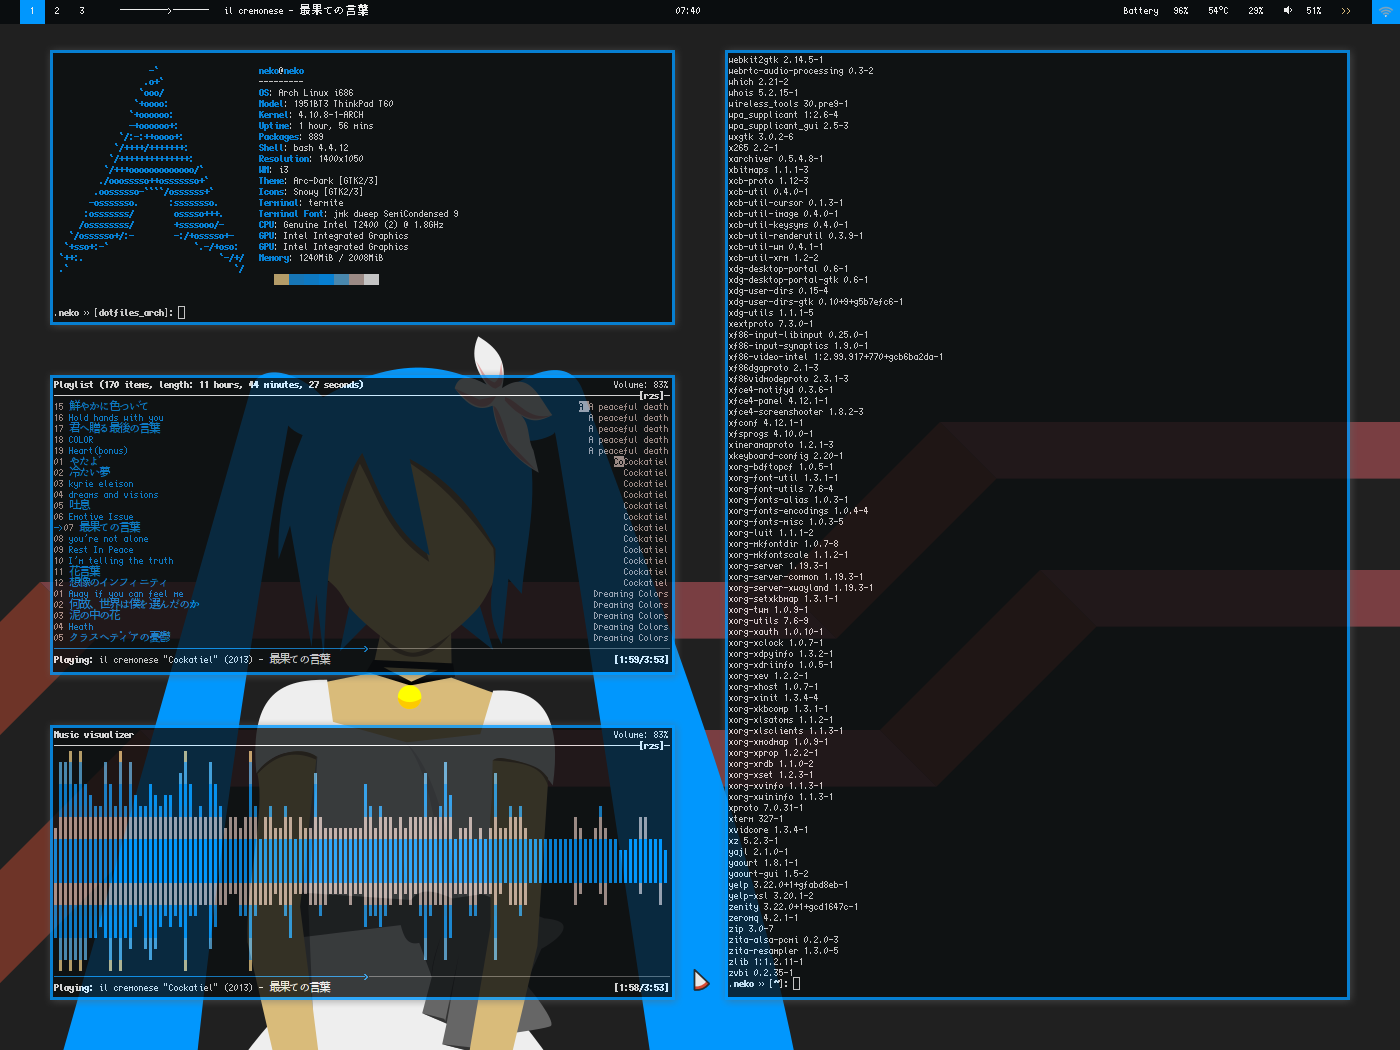 1 2 3 il cremonese - 最果ての言葉 07:40 Battery 96% 54°C 29% 51% >>
neko@neko
---------
OS: Arch Linux i686
Model: 1951BT3 ThinkPad T60
Kernel: 4.10.8-1-ARCH
Uptime: 1 hour, 56 mins
Packages: 889
Shell: bash 4.4.12
Resolution: 1400x1050
WM: i3
Theme: Arc-Dark [GTK2/3]
Icons: Snowy [GTK2/3]
Terminal: termite
Terminal Font: jmk dweep SemiCondensed 9
CPU: Genuine Intel T2400 (2) @ 1.8GHz
GPU: Intel Integrated Graphics
GPU: Intel Integrated Graphics
Memory: 1240MiB / 2008MiB
.neko >> [dotfiles_arch]:
Playlist (170 items, length: 11 hours, 44 minutes, 27 seconds) Volume: 83%
[rzs]
15 鮮やかに色づいて A peaceful death
16 Hold hands with you A peaceful death
17 君へ贈る最後の言葉 A peaceful death
18 COLOR A peaceful death
19 Heart(bonus) A peaceful death
01 やたよ Cockatiel
02 冷たい夢 Cockatiel
03 kyrie eleison Cockatiel
04 dreams and visions Cockatiel
05 吐息 Cockatiel
06 Emotive Issue Cockatiel
->07 最果ての言葉 Cockatiel
08 you're not alone Cockatiel
09 Rest In Peace Cockatiel
10 I'm telling the truth Cockatiel
11 花言葉 Cockatiel
12 想像のインフィニティ Cockatiel
01 Away if you can feel me Dreaming Colors
02 何故、世界は僕を選んだのか Dreaming Colors
03 泥の中の花 Dreaming Colors
04 Heath Dreaming Colors
05 クラスペディアの憂鬱 Dreaming Colors
Playing: il cremonese "Cockatiel" (2013) - 最果ての言葉 [1:59/3:53]
Music visualizer Volume: 83%
[rzs]
Playing: il cremonese "Cockatiel" (2013) - 最果ての言葉 [1:58/3:53]
webkit2gtk 2.14.5-1
webrtc-audio-processing 0.3-2
which 2.21-2
whois 5.2.15-1
wireless_tools 30.pre9-1
wpa_supplicant 1:2.6-4
wpa_supplicant_gui 2.5-3
wxgtk 3.0.2-6
x265 2.2-1
xarchiver 0.5.4.8-1
xbitmaps 1.1.1-3
xcb-proto 1.12-3
xcb-util 0.4.0-1
xcb-util-cursor 0.1.3-1
xcb-util-image 0.4.0-1
xcb-util-keysyms 0.4.0-1
xcb-util-renderutil 0.3.9-1
xcb-util-wm 0.4.1-1
xcb-util-xrm 1.2-2
xdg-desktop-portal 0.6-1
xdg-desktop-portal-gtk 0.6-1
xdg-user-dirs 0.15-4
xdg-user-dirs-gtk 0.10+9+g5b7efc6-1
xdg-utils 1.1.1-5
xextproto 7.3.0-1
xf86-input-libinput 0.25.0-1
xf86-input-synaptics 1.9.0-1
xf86-video-intel 1:2.99.917+770+gcb6ba2da-1
xf86dgaproto 2.1-3
xf86vidmodeproto 2.3.1-3
xfce4-notifyd 0.3.6-1
xfce4-panel 4.12.1-1
xfce4-screenshooter 1.8.2-3
xfconf 4.12.1-1
xfsprogs 4.10.0-1
xineramaproto 1.2.1-3
xkeyboard-config 2.20-1
xorg-bdftopcf 1.0.5-1
xorg-font-util 1.3.1-1
xorg-font-utils 7.6-4
xorg-fonts-alias 1.0.3-1
xorg-fonts-encodings 1.0.4-4
xorg-fonts-misc 1.0.3-5
xorg-luit 1.1.1-2
xorg-mkfontdir 1.0.7-8
xorg-mkfontscale 1.1.2-1
xorg-server 1.19.3-1
xorg-server-common 1.19.3-1
xorg-server-xwayland 1.19.3-1
xorg-setxkbmap 1.3.1-1
xorg-twm 1.0.9-1
xorg-utils 7.6-9
xorg-xauth 1.0.10-1
xorg-xclock 1.0.7-1
xorg-xdpyinfo 1.3.2-1
xorg-xdriinfo 1.0.5-1
xorg-xev 1.2.2-1
xorg-xhost 1.0.7-1
xorg-xinit 1.3.4-4
xorg-xkbcomp 1.3.1-1
xorg-xlsatoms 1.1.2-1
xorg-xlsclients 1.1.3-1
xorg-xmodmap 1.0.9-1
xorg-xprop 1.2.2-1
xorg-xrdb 1.1.0-2
xorg-xset 1.2.3-1
xorg-xvinfo 1.1.3-1
xorg-xwininfo 1.1.3-1
xproto 7.0.31-1
xterm 327-1
xvidcore 1.3.4-1
xz 5.2.3-1
yajl 2.1.0-1
yaourt 1.8.1-1
yaourt-gui 1.5-2
yelp 3.22.0+1+gfabd8eb-1
yelp-xsl 3.20.1-2
zenity 3.22.0+1+gcd1647c-1
zeromq 4.2.1-1
zip 3.0-7
zita-alsa-pcmi 0.2.0-3
zita-resampler 1.3.0-5
zlib 1:1.2.11-1
zvbi 0.2.35-1
.neko >> [~]: